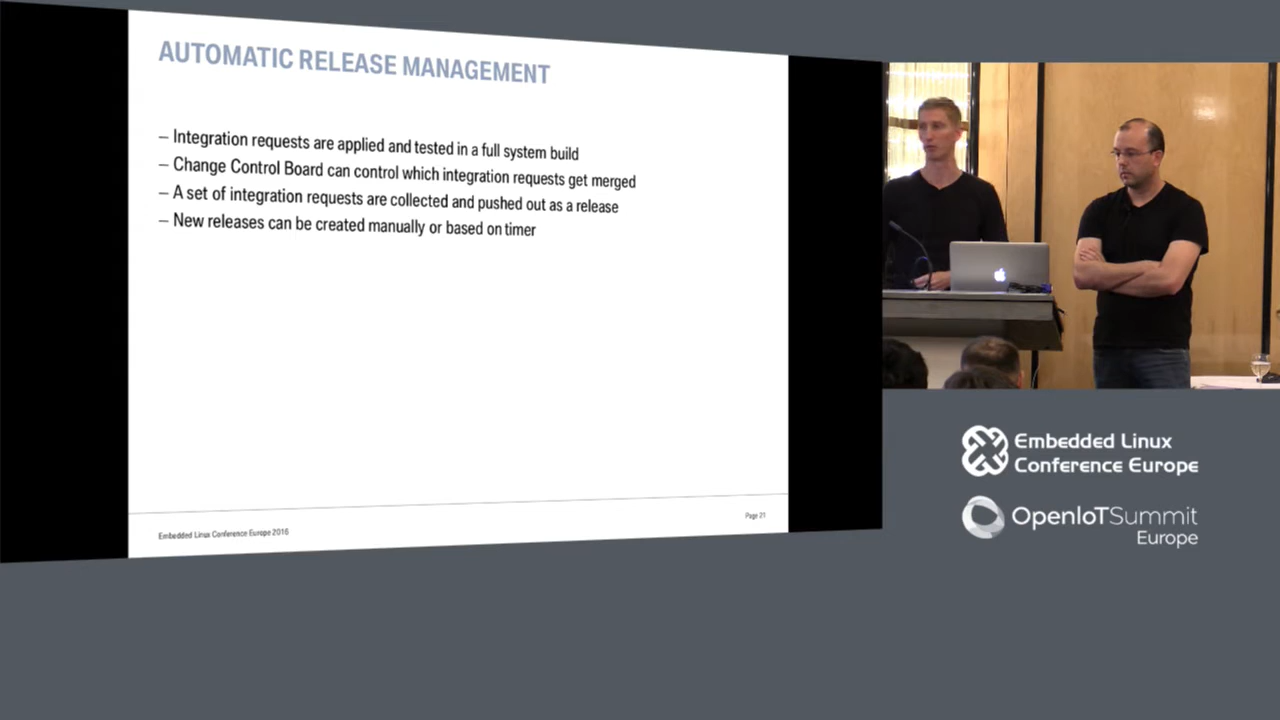 AUTOMATIC RELEASE MANAGEMENT
– Integration requests are applied and tested in a full system build
– Change Control Board can control which integration requests get merged
– A set of integration requests are collected and pushed out as a release
– New releases can be created manually or based on timer
Embedded Linux Conference Europe 2016
Page 21
Embedded Linux
Conference Europe
OpenIoTSummit
Europe